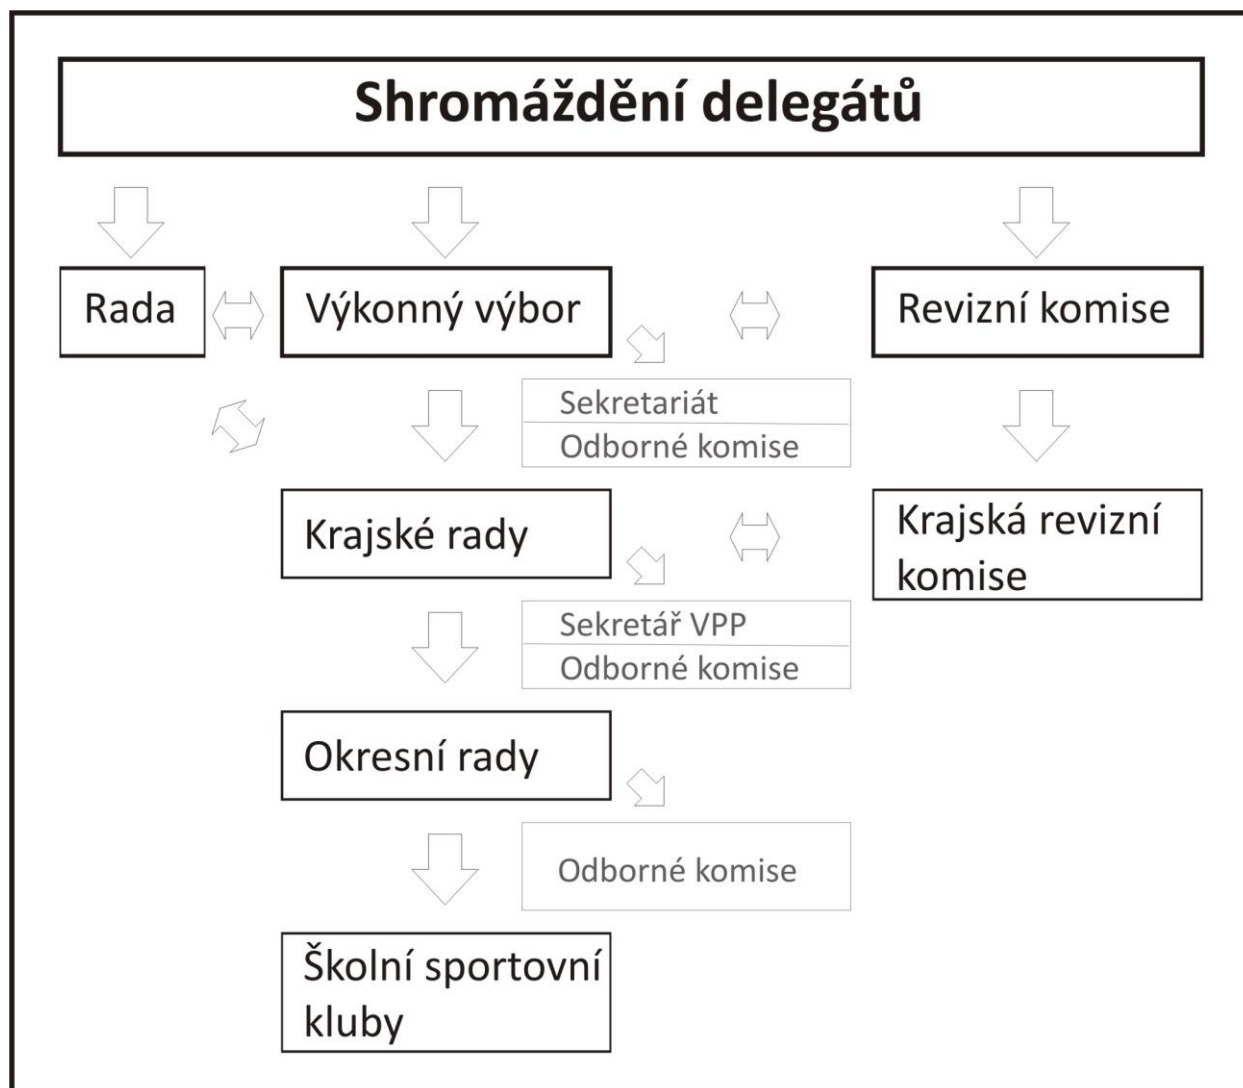 Shromáždění delegátů
Rada
Výkonný výbor
Revizní komise
Sekretariát
Odborné komise
Krajské rady
Krajská revizní
komise
Sekretář VPP
Odborné komise
Okresní rady
Odborné komise
Školní sportovní
kluby